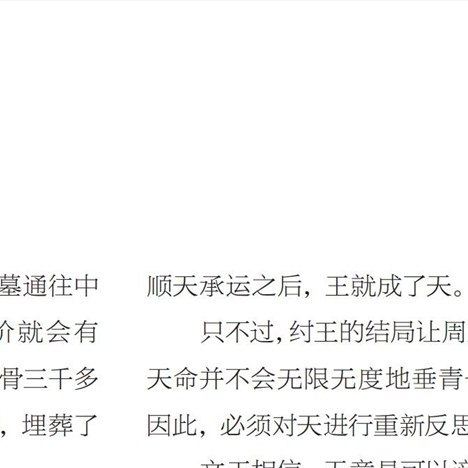 墓通往中
价就会有
骨三千多
，埋葬了
顺天承运之后，王就成了天。
只不过，纣王的结局让周
天命并不会无限无度地垂青
因此，必须对天进行重新反思